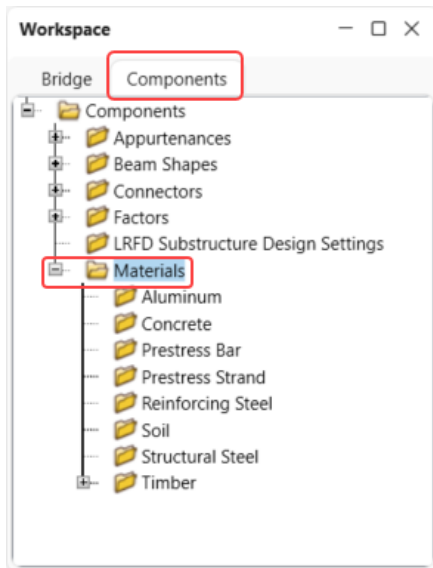 Workspace
Bridge Components
Components
Appurtenances
Beam Shapes
Connectors
Factors
LRFD Substructure Design Settings
Materials
Aluminum
Concrete
Prestress Bar
Prestress Strand
Reinforcing Steel
Soil
Structural Steel
Timber